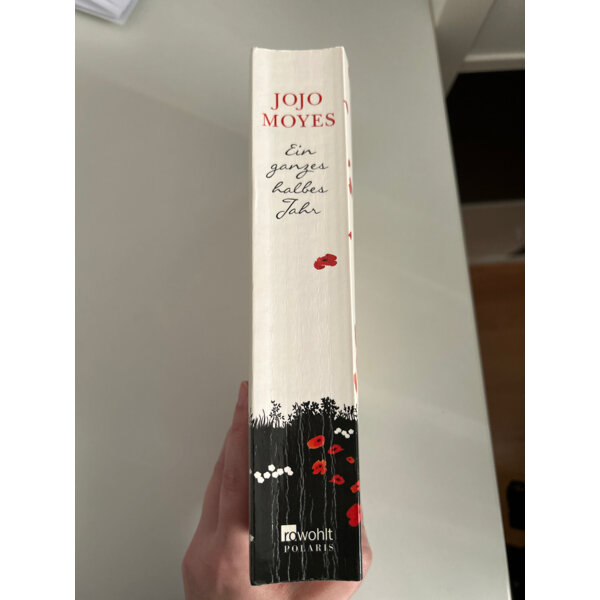 JOJO
MOYES
Ein
ganzes
halbes
Jahr
rowohlt
POLARIS